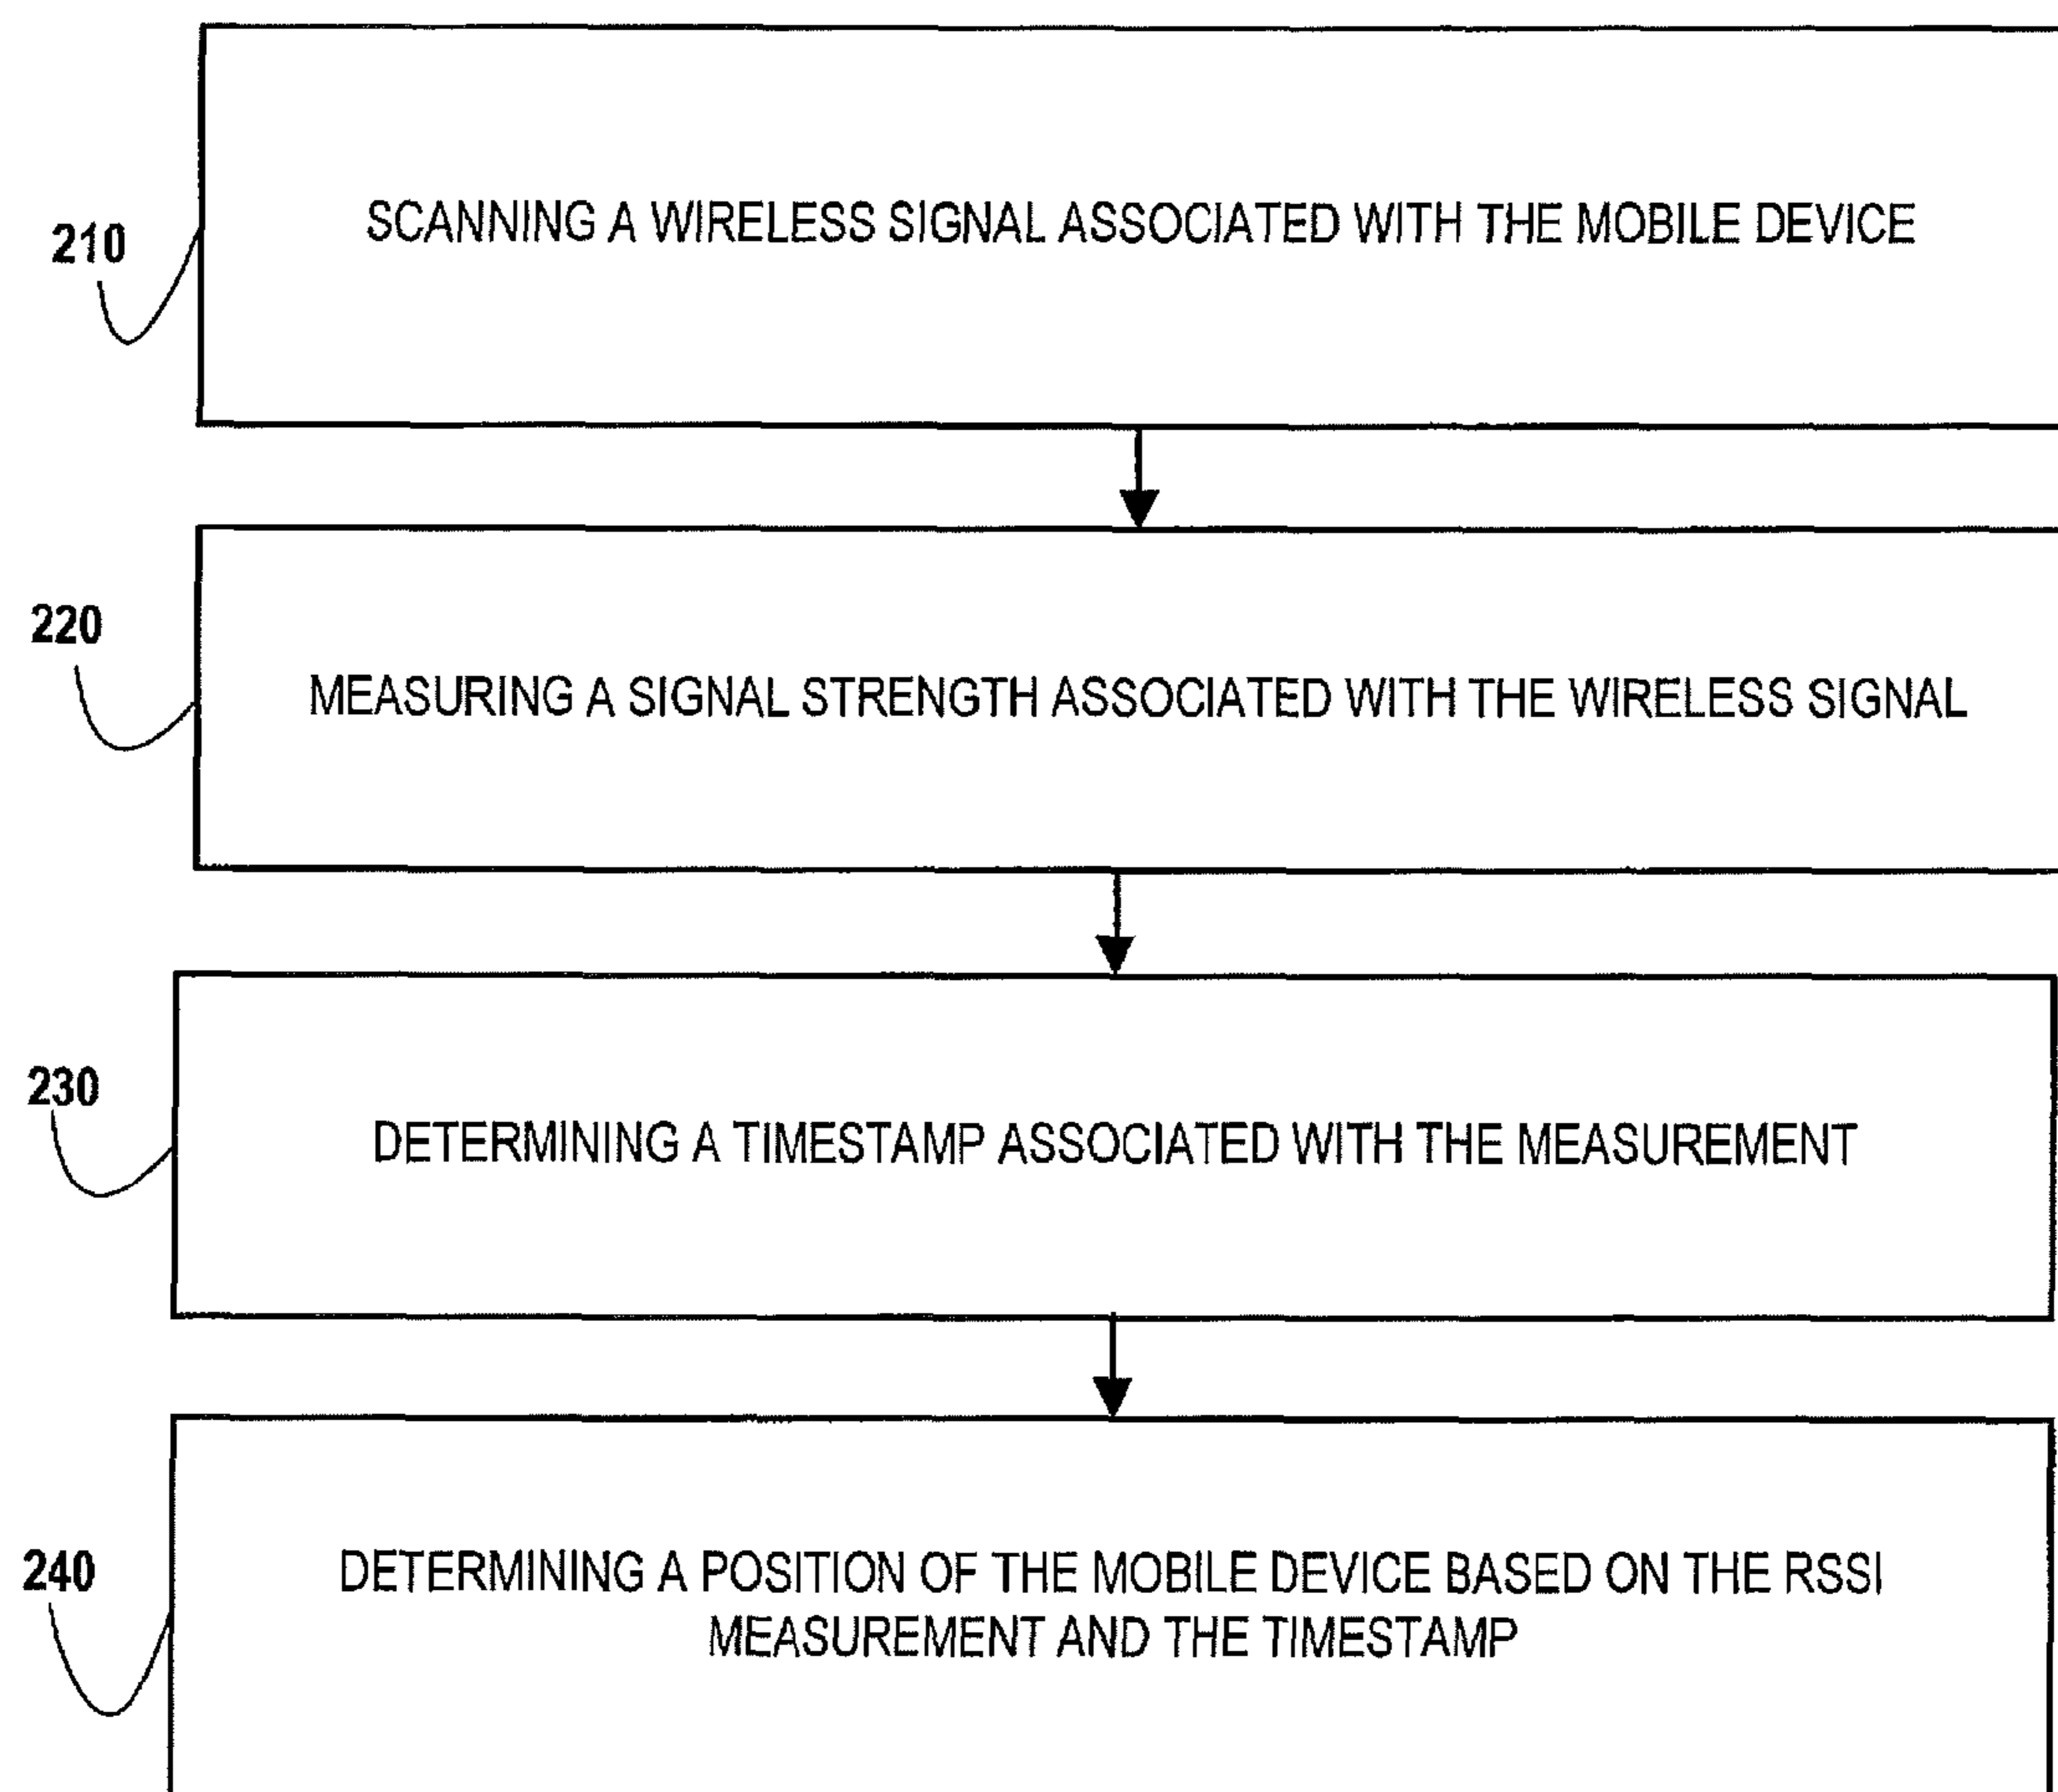 210
SCANNING A WIRELESS SIGNAL ASSOCIATED WITH THE MOBILE DEVICE
220
MEASURING A SIGNAL STRENGTH ASSOCIATED WITH THE WIRELESS SIGNAL
230
DETERMINING A TIMESTAMP ASSOCIATED WITH THE MEASUREMENT
240
DETERMINING A POSITION OF THE MOBILE DEVICE BASED ON THE RSSI
MEASUREMENT AND THE TIMESTAMP